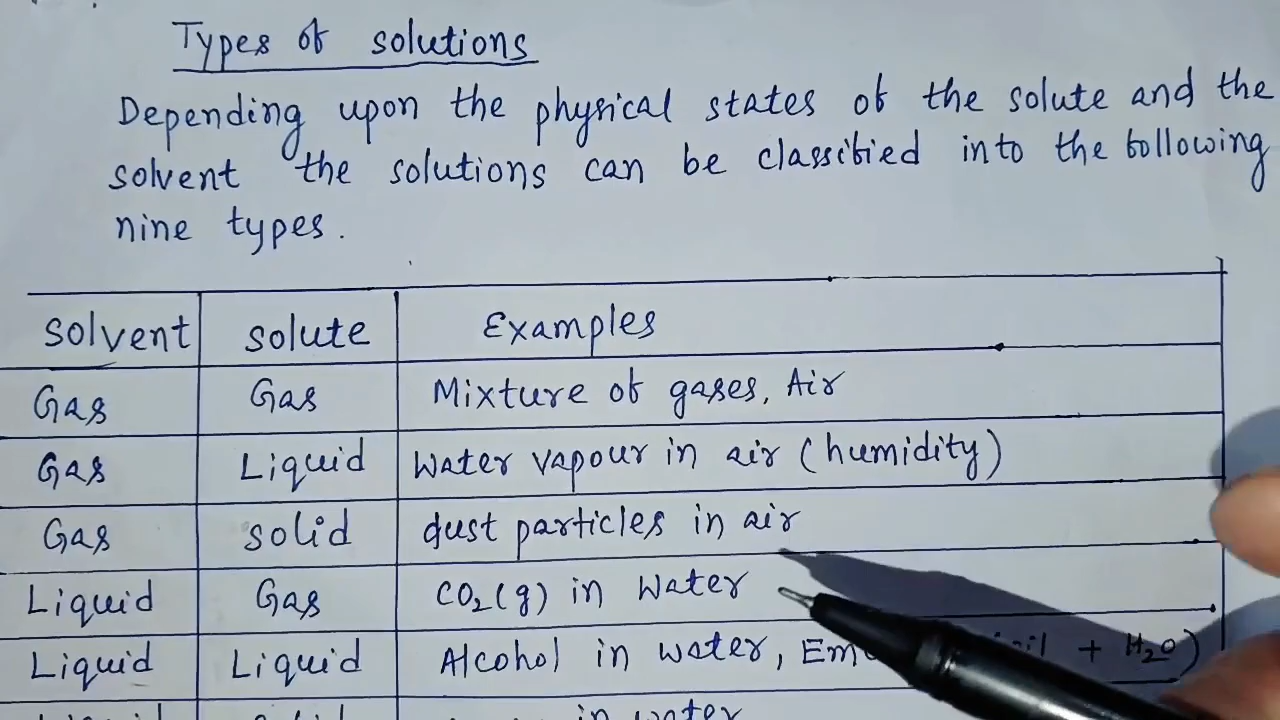 Types of solutions
Depending upon the physical states of the solute and the
solvent the solutions can be classified into the following
nine types.
Solvent solute Examples
Gas Gas Mixture of gases, Air
Gas Liquid Water vapour in air (humidity)
Gas solid dust particles in air
Liquid Gas CO₂(g) in Water
Liquid Liquid Alcohol in water, + H₂O)
in water